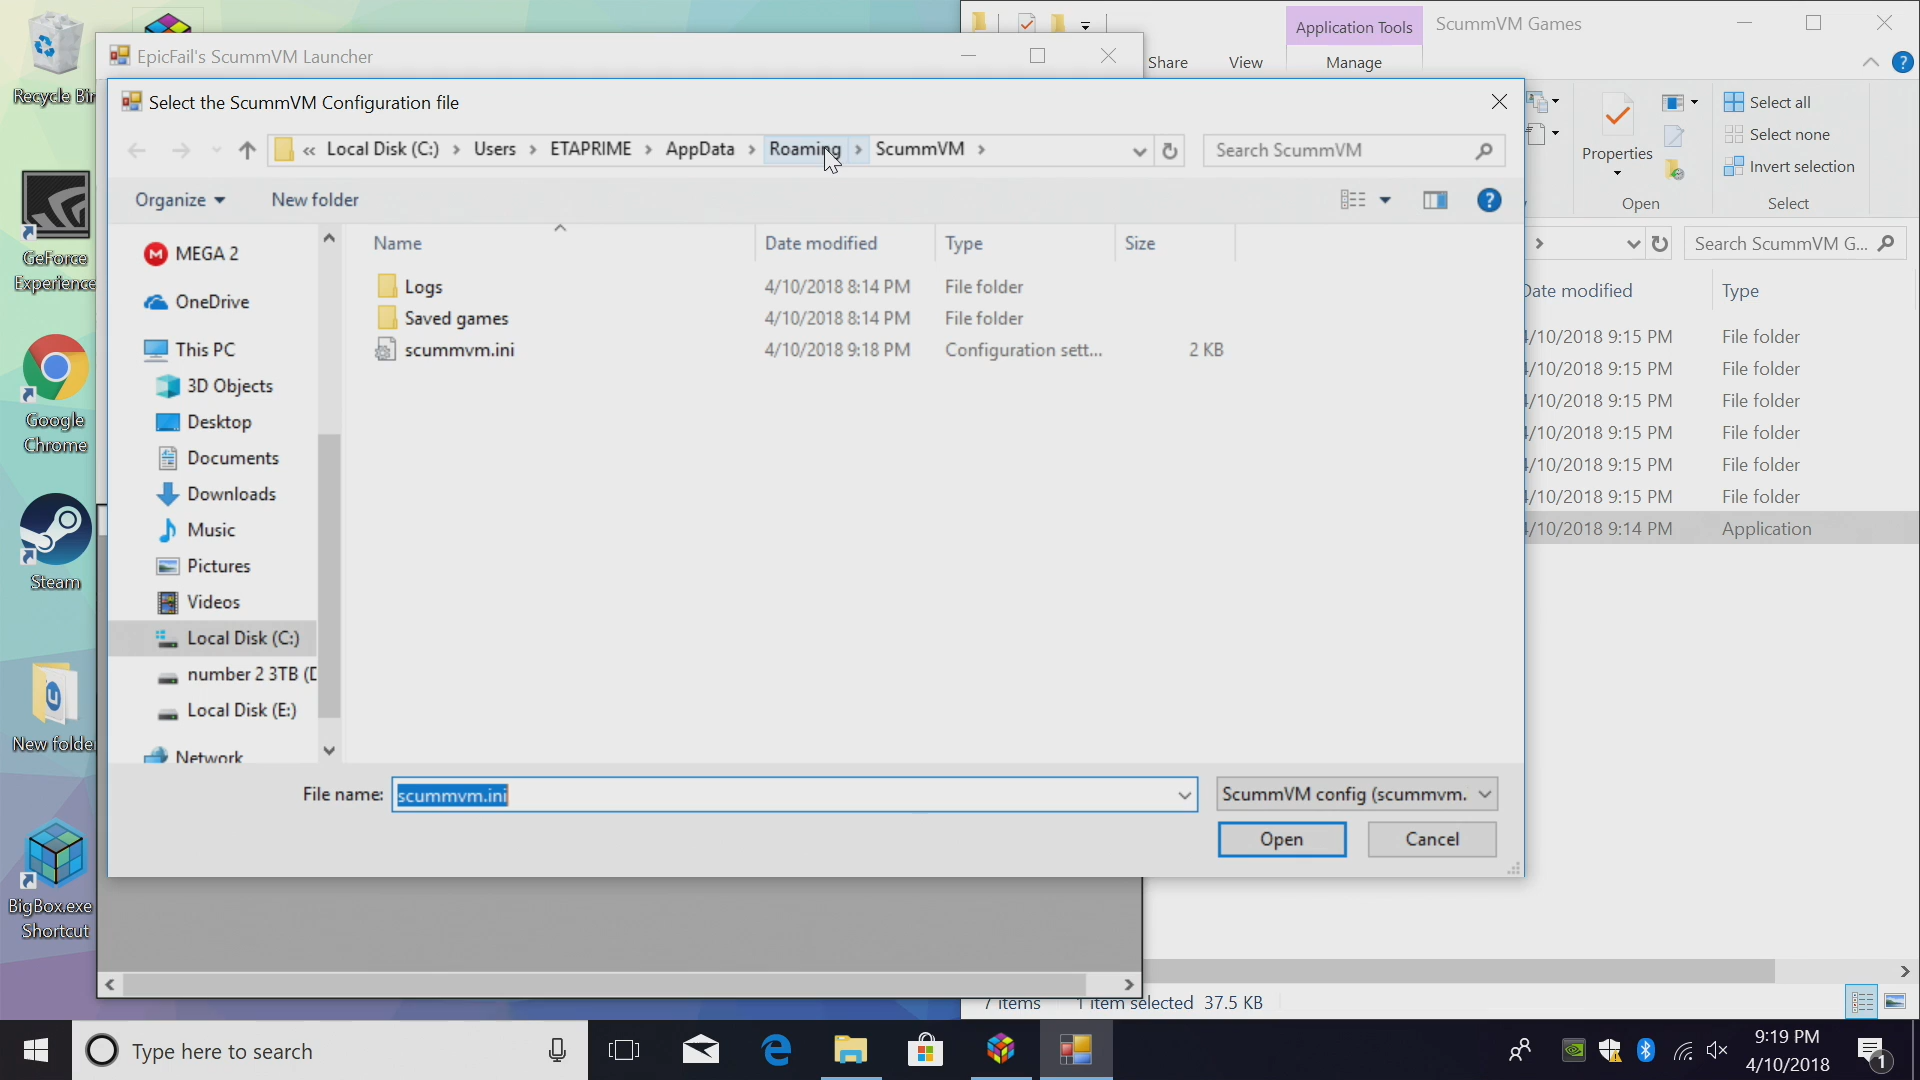 Recycle Bin
EpicFail's ScummVM Launcher
Application Tools
ScummVM Games
Share
View
Manage
Select the ScummVM Configuration file
« Local Disk (C:) > Users > ETAPRIME > AppData > Roaming > ScummVM >
Search ScummVM
Organize
New folder
Name
Date modified
Type
Size
Logs
4/10/2018 8:14 PM
File folder
Saved games
4/10/2018 8:14 PM
File folder
scummvm.ini
4/10/2018 9:18 PM
Configuration sett...
2 KB
MEGA 2
OneDrive
This PC
3D Objects
Desktop
Documents
Downloads
Music
Pictures
Videos
Local Disk (C:)
number 2 3TB (D
Local Disk (E:)
Network
File name:
scummvm.ini
ScummVM config (scummvm.
Open
Cancel
Properties
Select all
Select none
Invert selection
Open
Select
Search ScummVM G...
Date modified
Type
4/10/2018 9:15 PM
File folder
4/10/2018 9:15 PM
File folder
4/10/2018 9:15 PM
File folder
4/10/2018 9:15 PM
File folder
4/10/2018 9:15 PM
File folder
4/10/2018 9:15 PM
File folder
4/10/2018 9:14 PM
Application
7 items
1 item selected
37.5 KB
GeForce
Experience
Google
Chrome
Steam
New folde
BigBox.exe
Shortcut
Type here to search
9:19 PM
4/10/2018
1